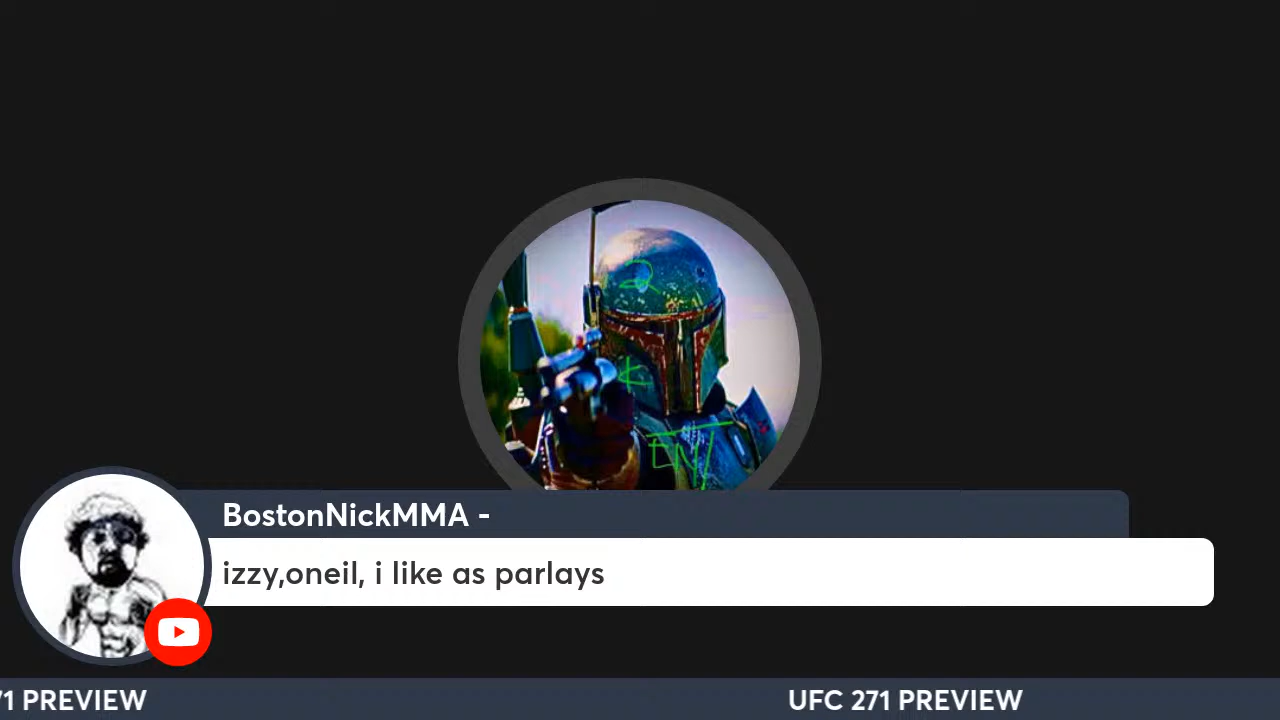 BostonNickMMA -
izzy,oneil, i like as parlays
71 PREVIEW
UFC 271 PREVIEW